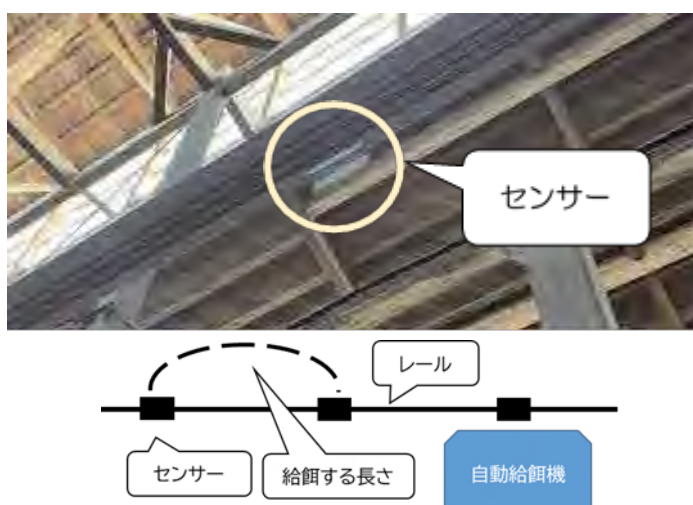 センサー
レール
センサー
給餌する長さ
自動給餌機